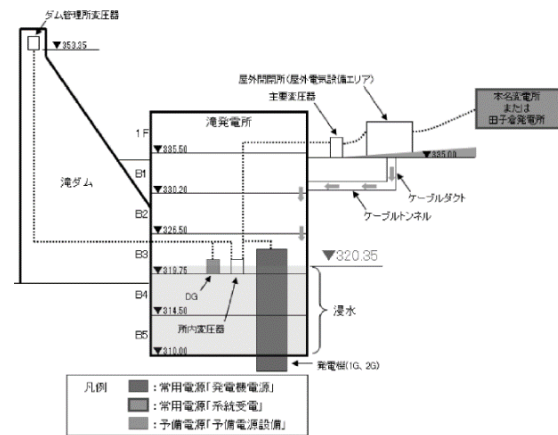 ダム管理所変圧器
▼353.35
屋外開閉所(屋外電気設備エリア)
主要変圧器
本名変電所
または
田子倉発電所
滝発電所
1F
▼335.50
▼335.00
B1
滝ダム
ケーブルダクト
▼330.20
ケーブルトンネル
B2
▼326.50
B3
▼320.35
▼319.75
DG
B4
所内変圧器
浸水
▼314.50
B5
▼310.00
発電機(1G、2G)
凡例
:常用電源「発電機電源」
:常用電源「系統受電」
:予備電源「予備電源設備」